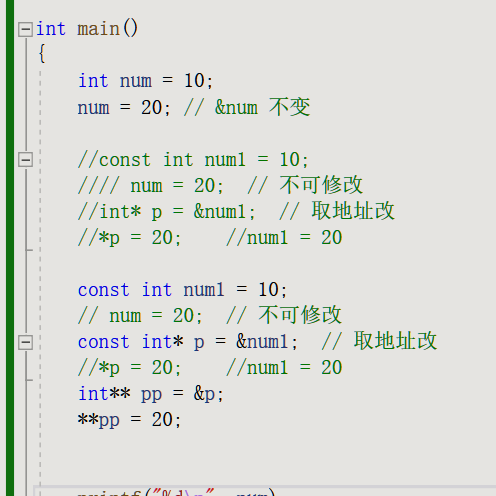 int main()
{
int num = 10;
num = 20; // &num 不变
//const int num1 = 10;
//// num = 20; // 不可修改
//int* p = &num1; // 取地址改
//*p = 20; //num1 = 20
const int num1 = 10;
// num = 20; // 不可修改
const int* p = &num1; // 取地址改
//*p = 20; //num1 = 20
int** pp = &p;
**pp = 20;
printf("%d\n", num)